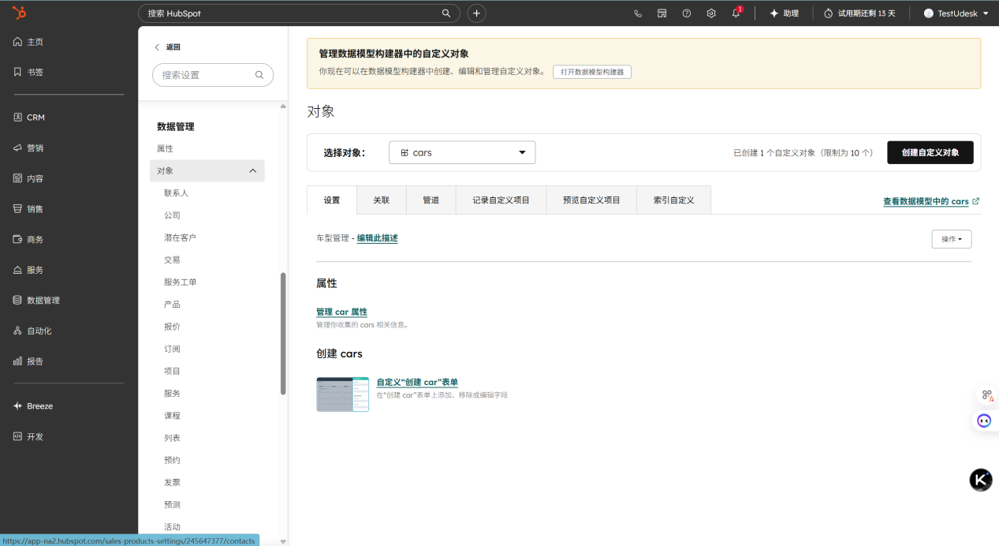 搜索 HubSpot
1
助理
试用期还剩 13 天
TestUdesk
主页
书签
CRM
营销
内容
销售
商务
服务
数据管理
自动化
报告
Breeze
开发
返回
搜索设置
数据管理
属性
对象
联系人
公司
潜在客户
交易
服务工单
产品
报价
订阅
项目
服务
课程
列表
预约
发票
预测
活动
管理数据模型构建器中的自定义对象
你现在可以在数据模型构建器中创建、编辑和管理自定义对象。 打开数据模型构建器
对象
选择对象： cars 已创建 1 个自定义对象（限制为 10 个） 创建自定义对象
设置 关联 管道 记录自定义项目 预览自定义项目 索引自定义 查看数据模型中的 cars
车型管理 - 编辑此描述 操作
属性
管理 car 属性
管理你收集的 cars 相关信息。
创建 cars
自定义“创建 car”表单
在“创建 car”表单上添加、移除或编辑字段
K
https://app-na2.hubspot.com/sales-products-settings/245647377/contacts